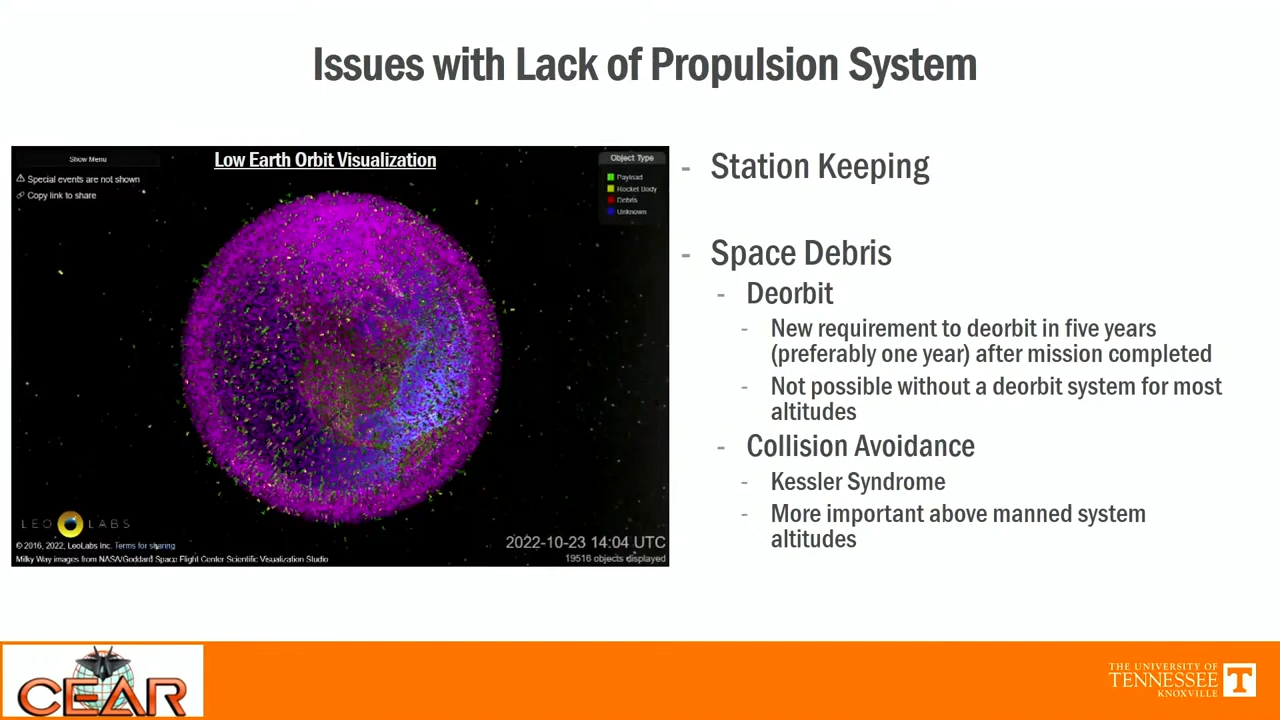 Issues with Lack of Propulsion System
Show Menu
Special events are not shown
Copy link to share
Low Earth Orbit Visualization
Object Type
Payload
Rocket Body
Debris
Unknown
LEO LABS
© 2016, 2022, LeoLabs Inc. Terms for sharing
Milky Way images from NASA/Goddard Space Flight Center Scientific Visualization Studio
2022-10-23 14:04 UTC
19516 objects displayed
- Station Keeping
- Space Debris
- Deorbit
- New requirement to deorbit in five years
(preferably one year) after mission completed
- Not possible without a deorbit system for most
altitudes
- Collision Avoidance
- Kessler Syndrome
- More important above manned system
altitudes
CEAR
THE UNIVERSITY OF
TENNESSEE
KNOXVILLE
T